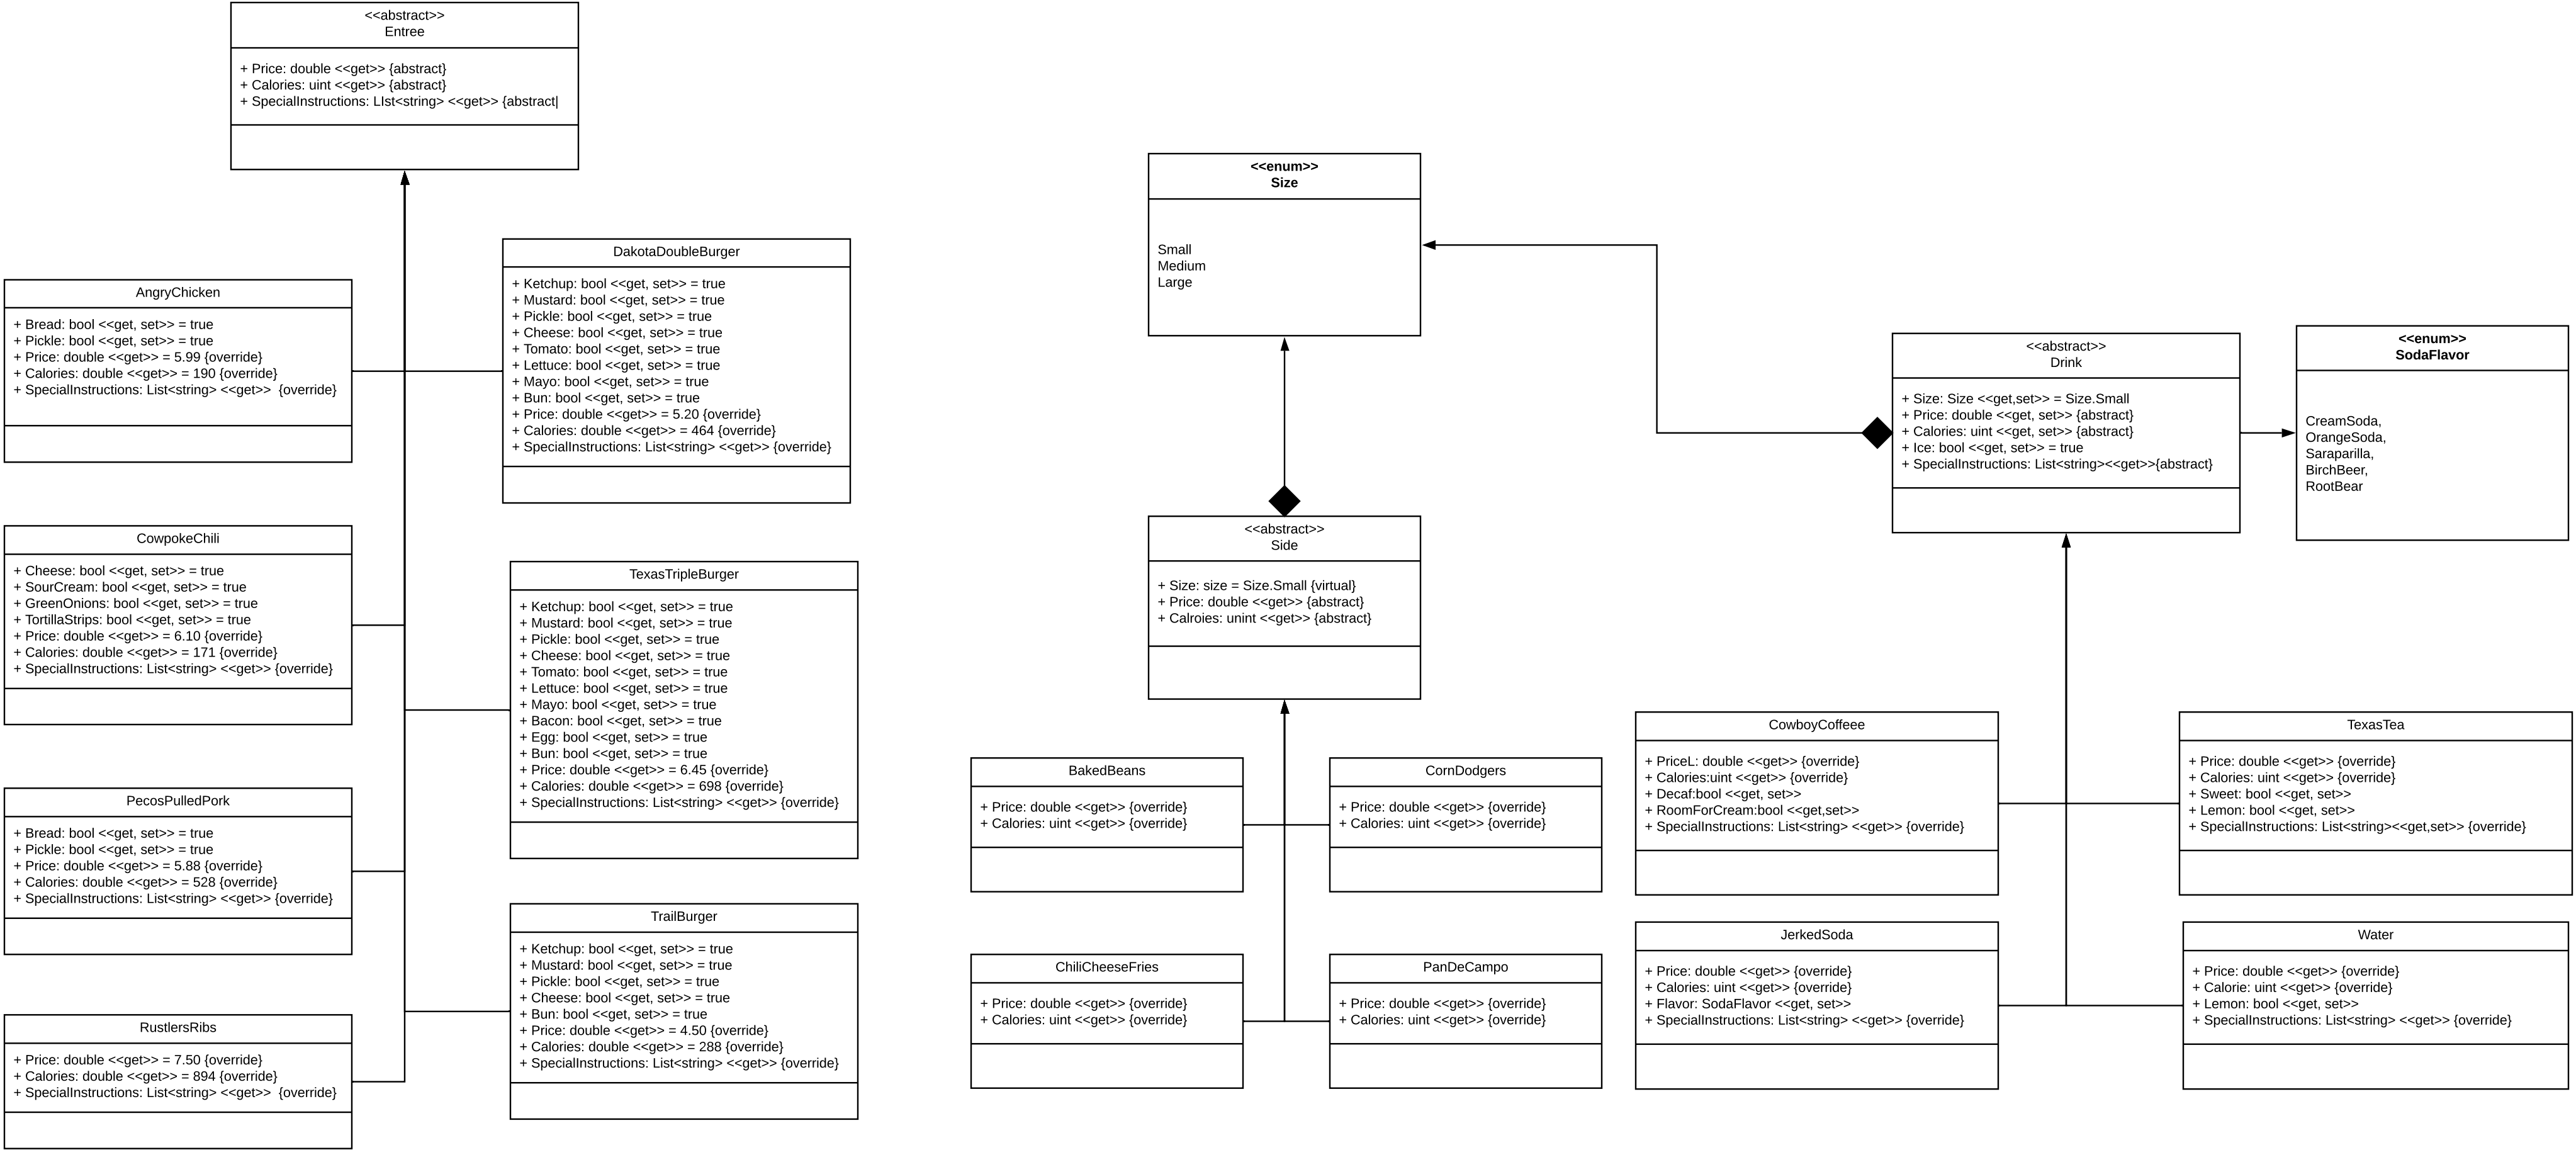 <<abstract>>
Entree
+ Price: double <<get>> {abstract}
+ Calories: uint <<get>> {abstract}
+ SpecialInstructions: LIst<string> <<get>> {abstract|
AngryChicken
+ Bread: bool <<get, set>> = true
+ Pickle: bool <<get, set>> = true
+ Price: double <<get>> = 5.99 {override}
+ Calories: double <<get>> = 190 {override}
+ SpecialInstructions: List<string> <<get>>  {override}
DakotaDoubleBurger
+ Ketchup: bool <<get, set>> = true
+ Mustard: bool <<get, set>> = true
+ Pickle: bool <<get, set>> = true
+ Cheese: bool <<get, set>> = true
+ Tomato: bool <<get, set>> = true
+ Lettuce: bool <<get, set>> = true
+ Mayo: bool <<get, set>> = true
+ Bun: bool <<get, set>> = true
+ Price: double <<get>> = 5.20 {override}
+ Calories: double <<get>> = 464 {override}
+ SpecialInstructions: List<string> <<get>> {override}
CowpokeChili
+ Cheese: bool <<get, set>> = true
+ SourCream: bool <<get, set>> = true
+ GreenOnions: bool <<get, set>> = true
+ TortillaStrips: bool <<get, set>> = true
+ Price: double <<get>> = 6.10 {override}
+ Calories: double <<get>> = 171 {override}
+ SpecialInstructions: List<string> <<get>> {override}
TexasTripleBurger
+ Ketchup: bool <<get, set>> = true
+ Mustard: bool <<get, set>> = true
+ Pickle: bool <<get, set>> = true
+ Cheese: bool <<get, set>> = true
+ Tomato: bool <<get, set>> = true
+ Lettuce: bool <<get, set>> = true
+ Mayo: bool <<get, set>> = true
+ Bacon: bool <<get, set>> = true
+ Egg: bool <<get, set>> = true
+ Bun: bool <<get, set>> = true
+ Price: double <<get>> = 6.45 {override}
+ Calories: double <<get>> = 698 {override}
+ SpecialInstructions: List<string> <<get>> {override}
PecosPulledPork
+ Bread: bool <<get, set>> = true
+ Pickle: bool <<get, set>> = true
+ Price: double <<get>> = 5.88 {override}
+ Calories: double <<get>> = 528 {override}
+ SpecialInstructions: List<string> <<get>> {override}
TrailBurger
+ Ketchup: bool <<get, set>> = true
+ Mustard: bool <<get, set>> = true
+ Pickle: bool <<get, set>> = true
+ Cheese: bool <<get, set>> = true
+ Bun: bool <<get, set>> = true
+ Price: double <<get>> = 4.50 {override}
+ Calories: double <<get>> = 288 {override}
+ SpecialInstructions: List<string> <<get>> {override}
RustlersRibs
+ Price: double <<get>> = 7.50 {override}
+ Calories: double <<get>> = 894 {override}
+ SpecialInstructions: List<string> <<get>>  {override}
<<enum>>
Size
Small
Medium
Large
<<abstract>>
Side
+ Size: size = Size.Small {virtual}
+ Price: double <<get>> {abstract}
+ Calroies: unint <<get>> {abstract}
BakedBeans
+ Price: double <<get>> {override}
+ Calories: uint <<get>> {override}
CornDodgers
+ Price: double <<get>> {override}
+ Calories: uint <<get>> {override}
ChiliCheeseFries
+ Price: double <<get>> {override}
+ Calories: uint <<get>> {override}
PanDeCampo
+ Price: double <<get>> {override}
+ Calories: uint <<get>> {override}
<<abstract>>
Drink
+ Size: Size <<get,set>> = Size.Small
+ Price: double <<get, set>> {abstract}
+ Calories: uint <<get, set>> {abstract}
+ Ice: bool <<get, set>> = true
+ SpecialInstructions: List<string><<get>>{abstract}
<<enum>>
SodaFlavor
CreamSoda,
OrangeSoda,
Saraparilla,
BirchBeer,
RootBear
CowboyCoffeee
+ PriceL: double <<get>> {override}
+ Calories:uint <<get>> {override}
+ Decaf:bool <<get, set>>
+ RoomForCream:bool <<get,set>>
+ SpecialInstructions: List<string> <<get>> {override}
TexasTea
+ Price: double <<get>> {override}
+ Calories: uint <<get>> {override}
+ Sweet: bool <<get, set>>
+ Lemon: bool <<get, set>>
+ SpecialInstructions: List<string><<get,set>> {override}
JerkedSoda
+ Price: double <<get>> {override}
+ Calories: uint <<get>> {override}
+ Flavor: SodaFlavor <<get, set>>
+ SpecialInstructions: List<string> <<get>> {override}
Water
+ Price: double <<get>> {override}
+ Calorie: uint <<get>> {override}
+ Lemon: bool <<get, set>>
+ SpecialInstructions: List<string> <<get>> {override}